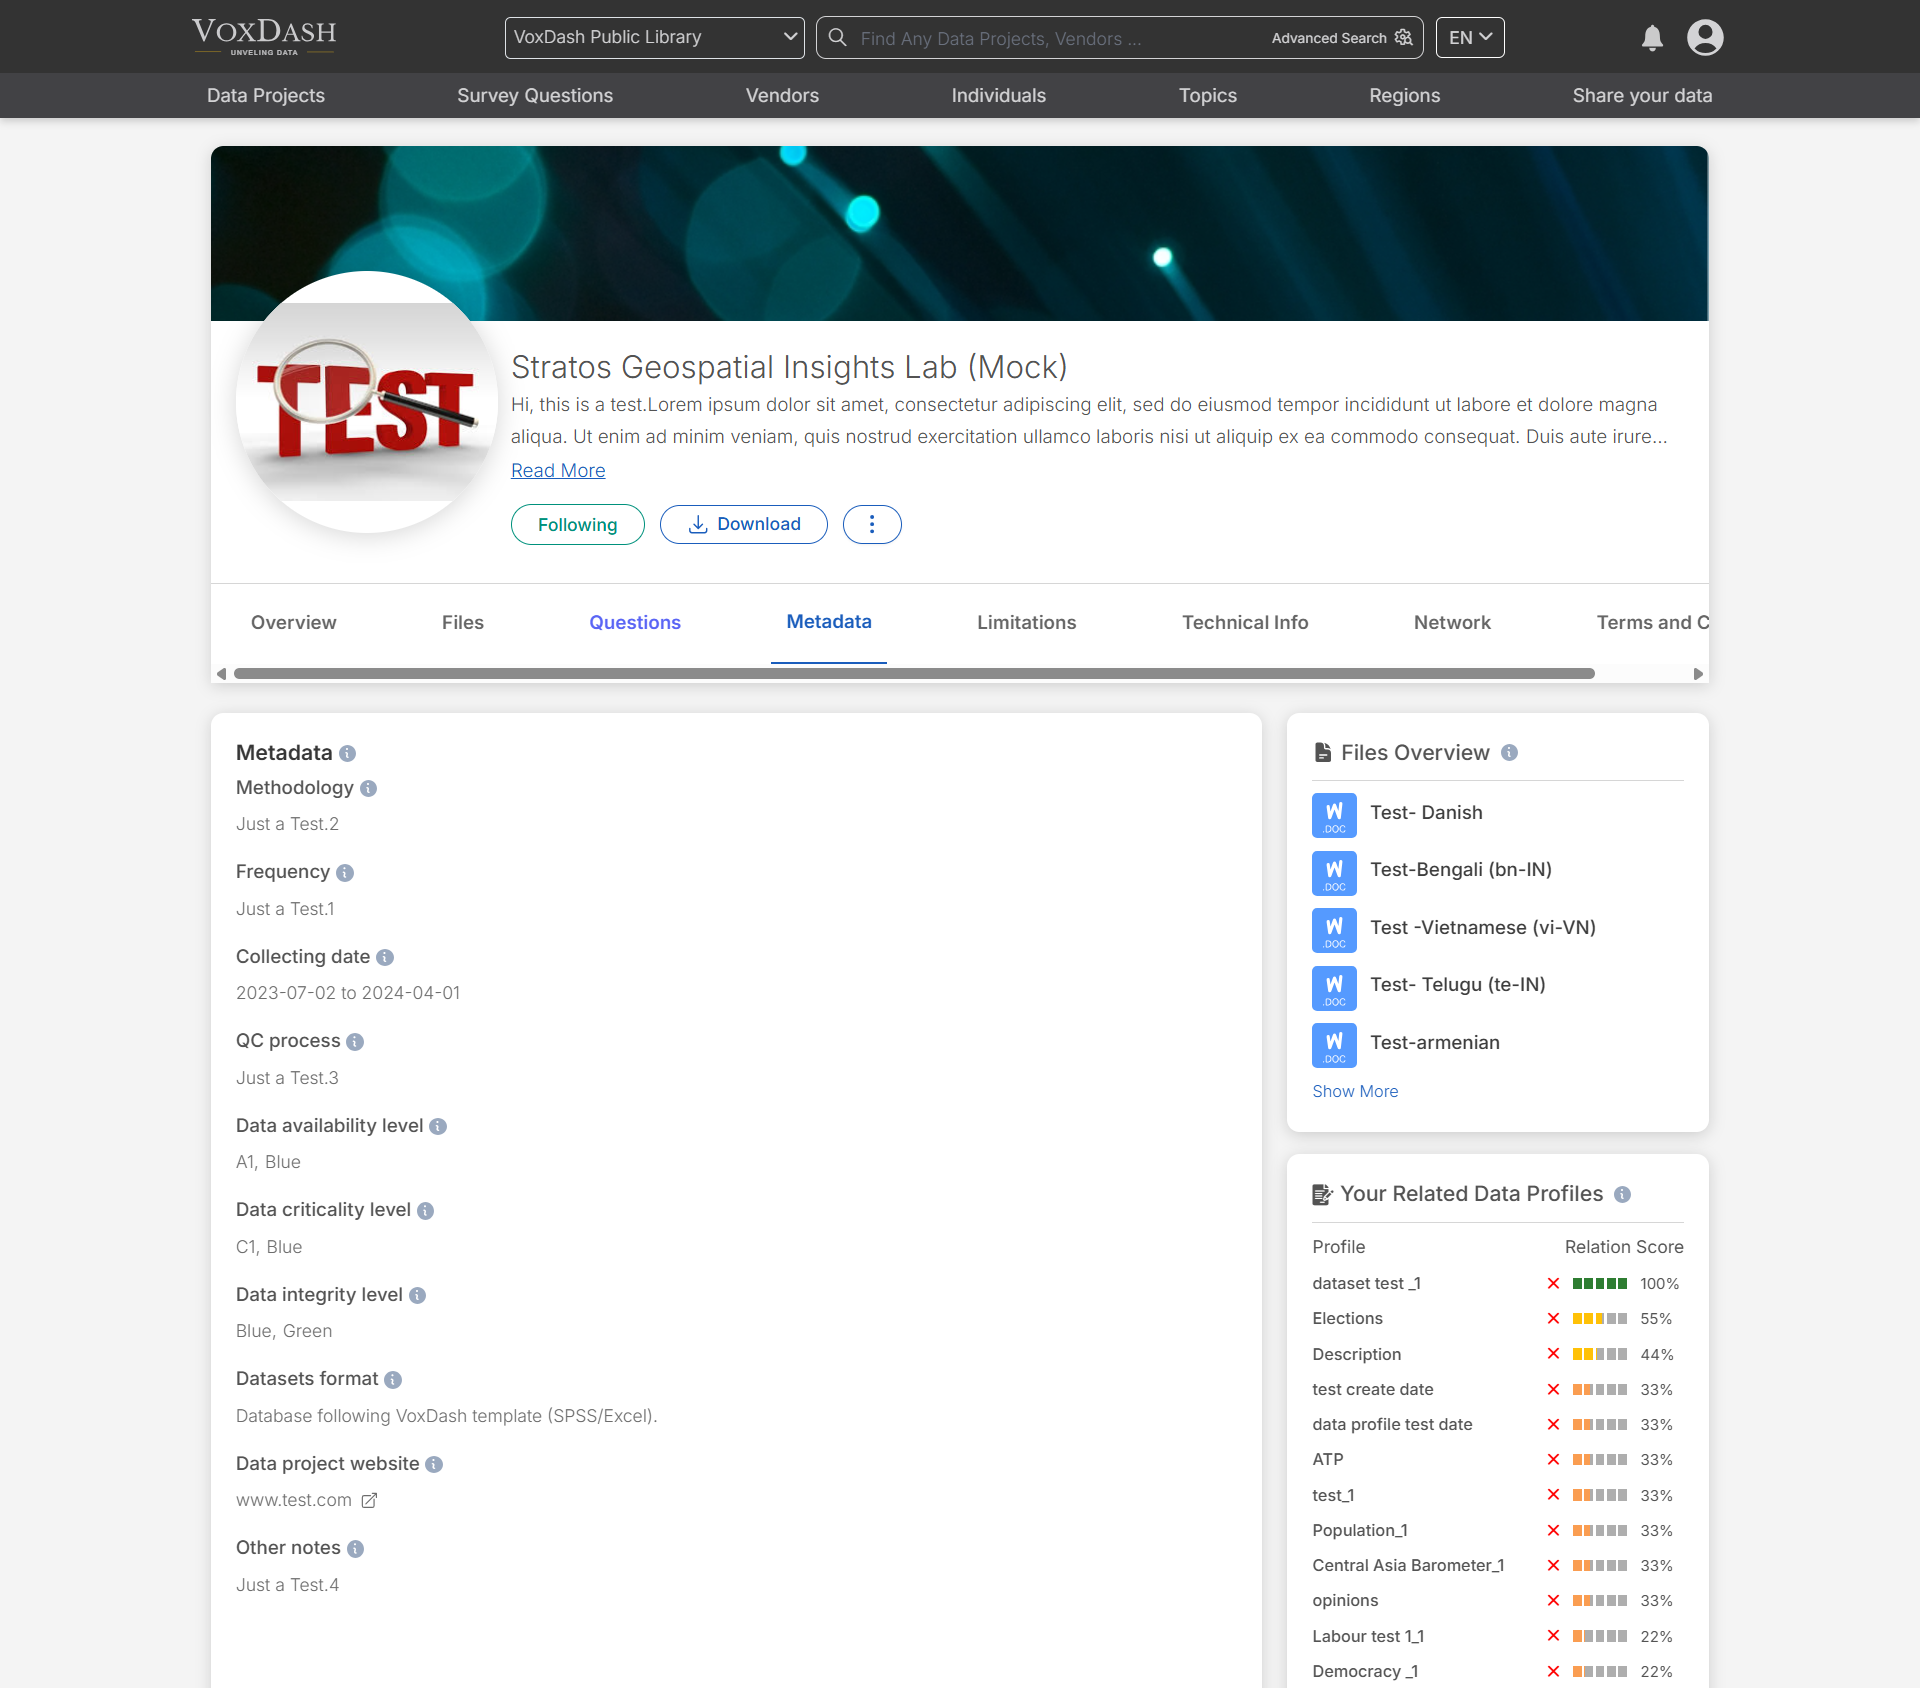 VOXDASH
UNVELING DATA
VoxDash Public Library
Find Any Data Projects, Vendors ...
Advanced Search
EN
Data Projects
Survey Questions
Vendors
Individuals
Topics
Regions
Share your data
TEST
Stratos Geospatial Insights Lab (Mock)
Hi, this is a test.Lorem ipsum dolor sit amet, consectetur adipiscing elit, sed do eiusmod tempor incididunt ut labore et dolore magna
aliqua. Ut enim ad minim veniam, quis nostrud exercitation ullamco laboris nisi ut aliquip ex ea commodo consequat. Duis aute irure...
Read More
Following
Download
Overview
Files
Questions
Metadata
Limitations
Technical Info
Network
Terms and C
Metadata
Methodology
Just a Test.2
Frequency
Just a Test.1
Collecting date
2023-07-02 to 2024-04-01
QC process
Just a Test.3
Data availability level
A1, Blue
Data criticality level
C1, Blue
Data integrity level
Blue, Green
Datasets format
Database following VoxDash template (SPSS/Excel).
Data project website
www.test.com
Other notes
Just a Test.4
Files Overview
W .DOC Test- Danish
W .DOC Test-Bengali (bn-IN)
W .DOC Test -Vietnamese (vi-VN)
W .DOC Test- Telugu (te-IN)
W .DOC Test-armenian
Show More
Your Related Data Profiles
Profile Relation Score
dataset test _1 100%
Elections 55%
Description 44%
test create date 33%
data profile test date 33%
ATP 33%
test_1 33%
Population_1 33%
Central Asia Barometer_1 33%
opinions 33%
Labour test 1_1 22%
Democracy _1 22%